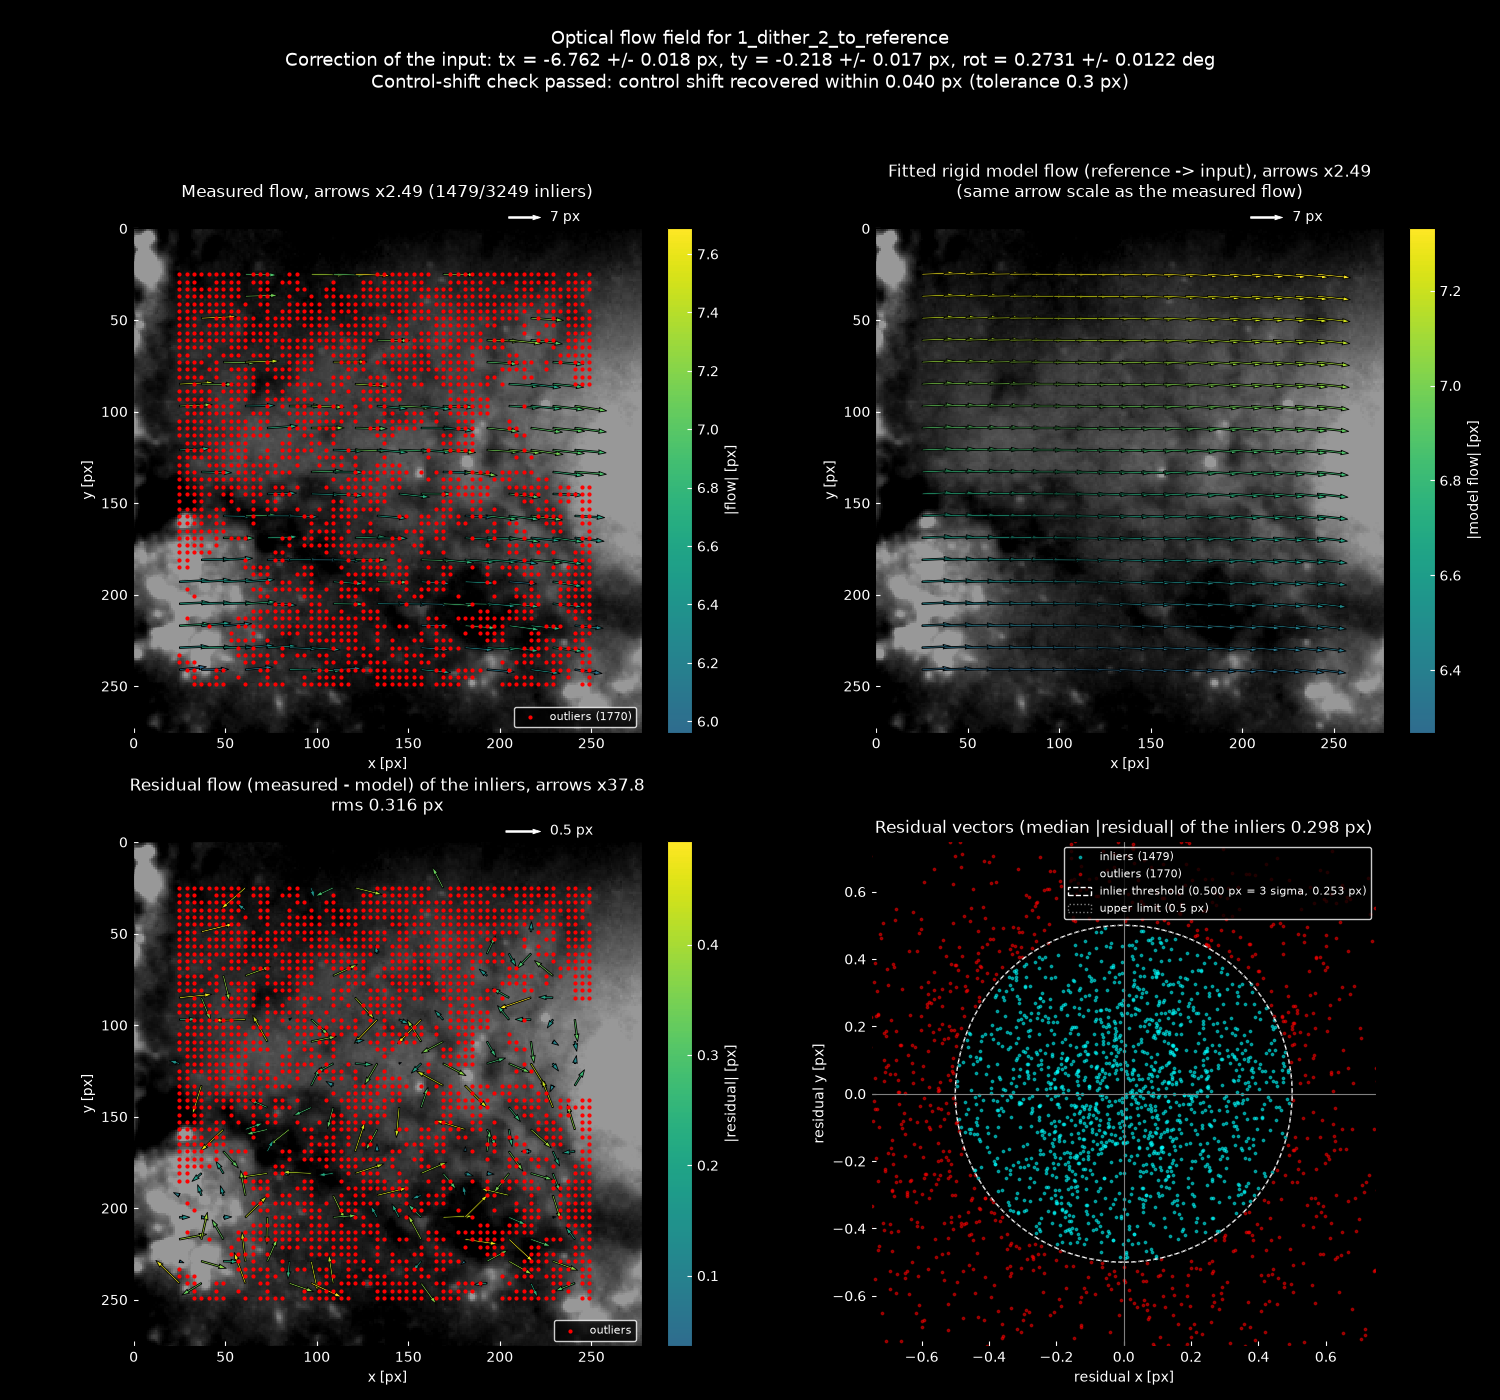 Optical flow field for 1_dither_2_to_reference
Correction of the input: tx = -6.762 +/- 0.018 px, ty = -0.218 +/- 0.017 px, rot = 0.2731 +/- 0.0122 deg
Control-shift check passed: control shift recovered within 0.040 px (tolerance 0.3 px)
Measured flow, arrows x2.49 (1479/3249 inliers)
7 px
0
50
100
150
200
250
y [px]
0
50
100
150
200
250
x [px]
outliers (1770)
7.6
7.4
7.2
7.0
6.8
6.6
6.4
6.2
6.0
|flow| [px]
Fitted rigid model flow (reference -> input), arrows x2.49
(same arrow scale as the measured flow)
7 px
0
50
100
150
200
250
y [px]
0
50
100
150
200
250
x [px]
7.2
7.0
6.8
6.6
6.4
|model flow| [px]
Residual flow (measured - model) of the inliers, arrows x37.8
rms 0.316 px
0.5 px
0
50
100
150
200
250
y [px]
0
50
100
150
200
250
x [px]
outliers
0.4
0.3
0.2
0.1
|residual| [px]
Residual vectors (median |residual| of the inliers 0.298 px)
inliers (1479)
outliers (1770)
inlier threshold (0.500 px = 3 sigma, 0.253 px)
upper limit (0.5 px)
0.6
0.4
0.2
0.0
−0.2
−0.4
−0.6
residual y [px]
−0.6
−0.4
−0.2
0.0
0.2
0.4
0.6
residual x [px]